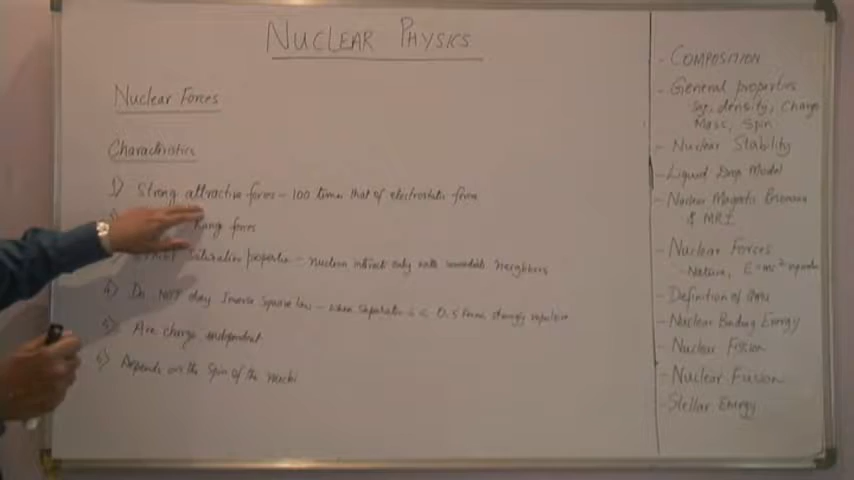 NUCLEAR PHYSICS
Nuclear Forces
Characteristics
1) Strong attractive forces - 100 times that of electrostatic force
Range forces
Saturation properties - nucleon interact only with immediate neighbors
4) Do NOT obey Inverse Square law - when separation is < 0.5 strongly repulsive
5) Are charge independent
6) Depends on the Spin of the nuclei
- COMPOSITION
- General properties
Size, density, Charge
Mass, Spin
- Nuclear Stability
- Liquid Drop Model
- Nuclear Magnetic Resonance
& MRI
- Nuclear Forces
- Nature, E=mc²
- Definition of amu
- Nuclear Binding Energy
- Nuclear Fission
- Nuclear Fusion
- Stellar Energy